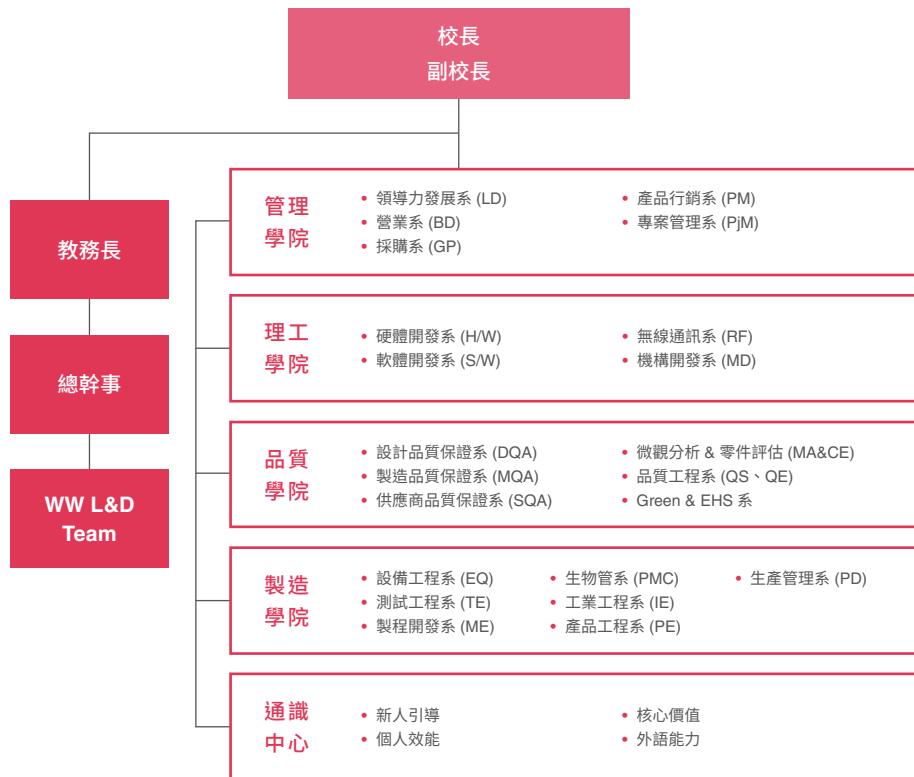 校長
副校長
教務長
總幹事
WW L&D
Team
管理
學院
• 領導力發展系 (LD)
• 營業系 (BD)
• 採購系 (GP)
• 產品行銷系 (PM)
• 專案管理系 (PjM)
理工
學院
• 硬體開發系 (H/W)
• 軟體開發系 (S/W)
• 無線通訊系 (RF)
• 機構開發系 (MD)
品質
學院
• 設計品質保證系 (DQA)
• 製造品質保證系 (MQA)
• 供應商品質保證系 (SQA)
• 微觀分析 & 零件評估 (MA&CE)
• 品質工程系 (QS、QE)
• Green & EHS 系
製造
學院
• 設備工程系 (EQ)
• 測試工程系 (TE)
• 製程開發系 (ME)
• 生物管系 (PMC)
• 工業工程系 (IE)
• 產品工程系 (PE)
• 生產管理系 (PD)
通識
中心
• 新人引導
• 個人效能
• 核心價值
• 外語能力